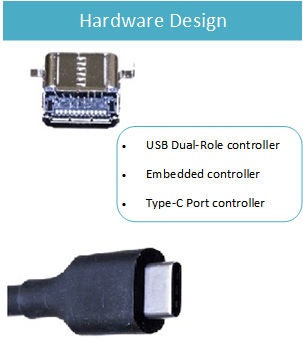 Hardware Design
• USB Dual-Role controller
• Embedded controller
• Type-C Port controller